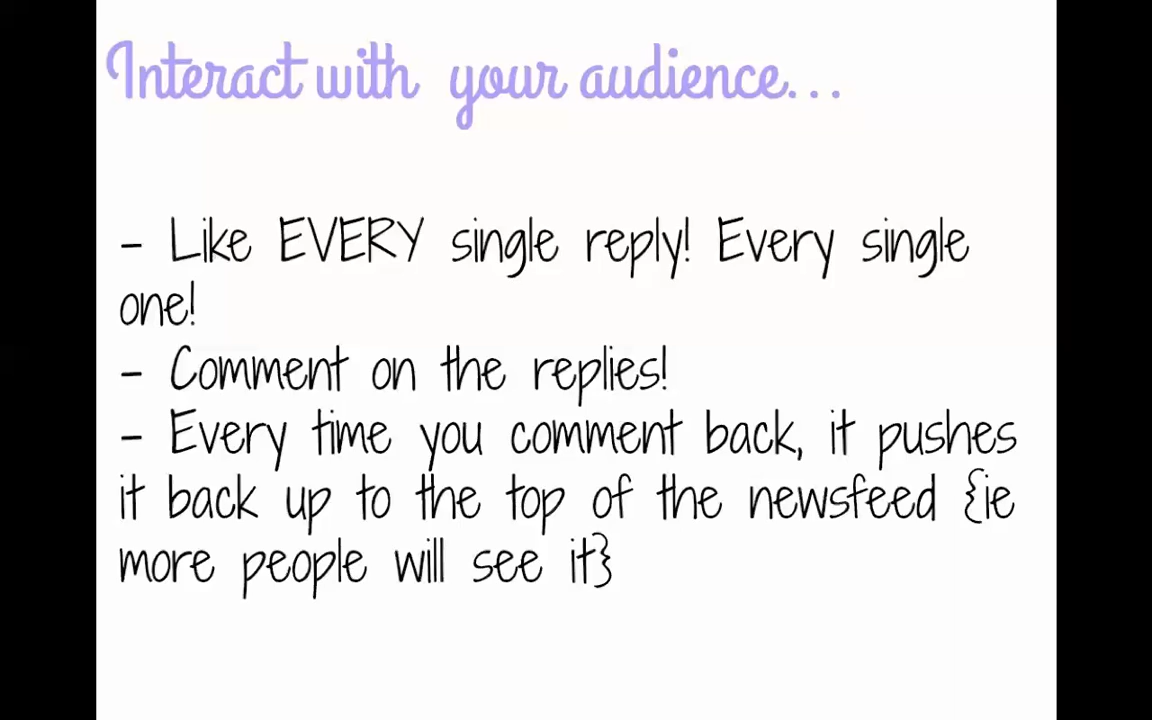 Interact with your audience...
- Like EVERY single reply! Every single
one!
- Comment on the replies!
- Every time you comment back, it pushes
it back up to the top of the newsfeed {ie
more people will see it}